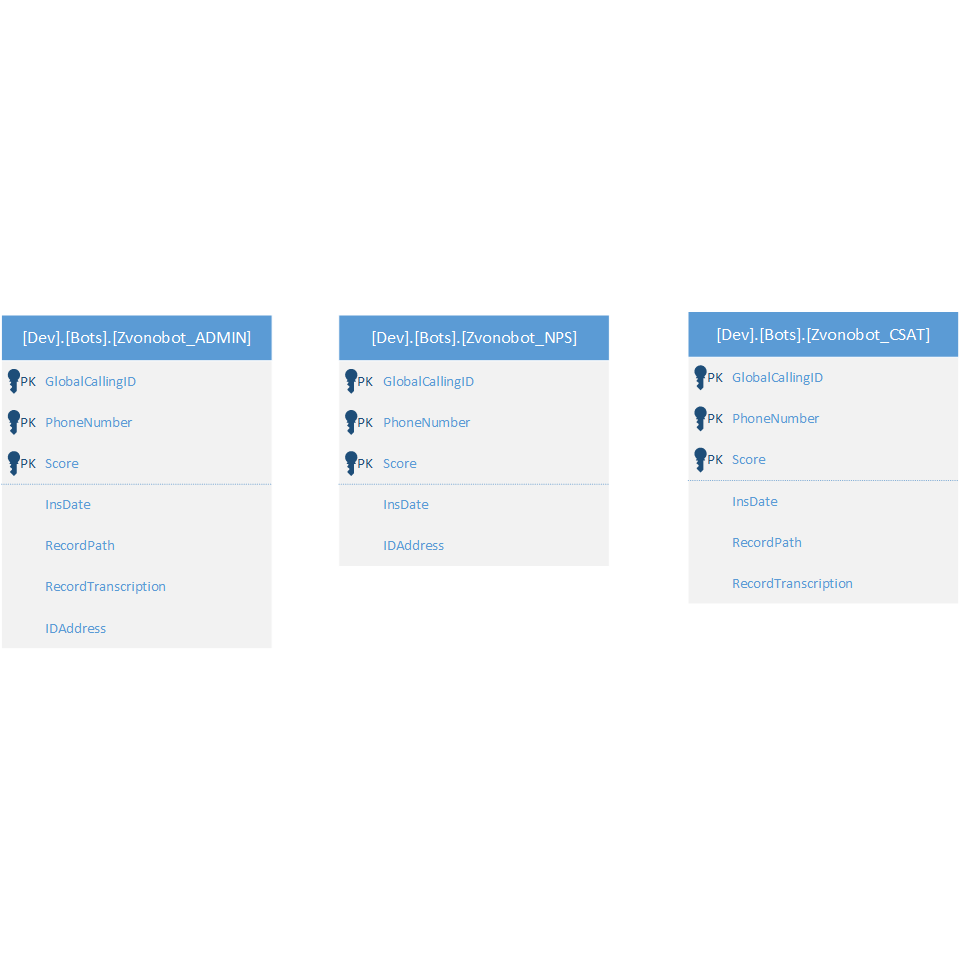 [Dev].[Bots].[Zvonobot_ADMIN]
PK GlobalCallingID
PK PhoneNumber
PK Score
InsDate
RecordPath
RecordTranscription
IDAddress
[Dev].[Bots].[Zvonobot_NPS]
PK GlobalCallingID
PK PhoneNumber
PK Score
InsDate
IDAddress
[Dev].[Bots].[Zvonobot_CSAT]
PK GlobalCallingID
PK PhoneNumber
PK Score
InsDate
RecordPath
RecordTranscription